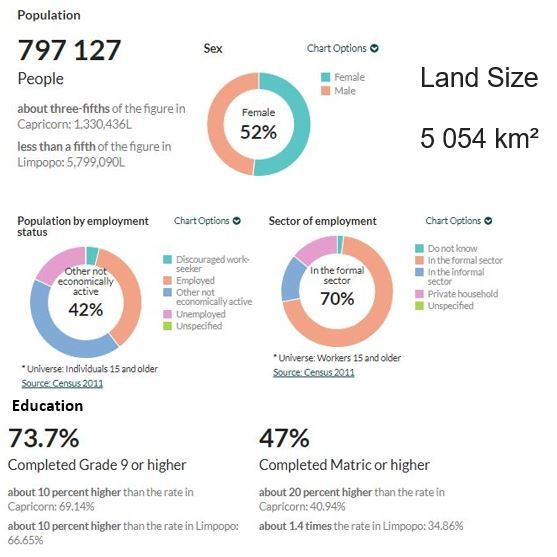 Population
797 127
People
about three-fifths of the figure in
Capricorn: 1,330,436L
less than a fifth of the figure in
Limpopo: 5,799,090L
Sex
Chart Options
Female
Male
Female
52%
Land Size
5 054 km²
Population by employment
status
Chart Options
Discouraged work-
seeker
Employed
Other not
economically active
Unemployed
Unspecified
Other not
economically
active
42%
* Universe: Individuals 15 and older
Source: Census 2011
Sector of employment
Chart Options
Do not know
In the formal sector
In the informal
sector
Private household
Unspecified
In the formal
sector
70%
* Universe: Workers 15 and older
Source: Census 2011
Education
73.7%
Completed Grade 9 or higher
about 10 percent higher than the rate in
Capricorn: 69.14%
about 10 percent higher than the rate in Limpopo:
66.65%
47%
Completed Matric or higher
about 20 percent higher than the rate in
Capricorn: 40.94%
about 1.4 times the rate in Limpopo: 34.86%